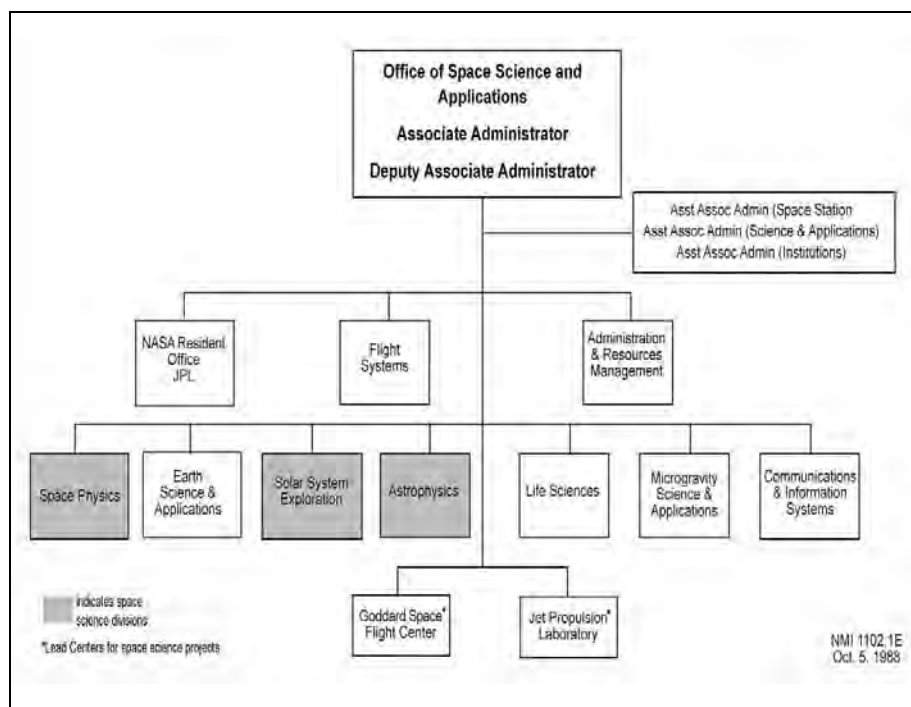 Office of Space Science and
Applications
Associate Administrator
Deputy Associate Administrator
Asst Assoc Admin (Space Station
Asst Assoc Admin (Science & Applications)
Asst Assoc Admin (Institutions)
NASA Resident
Office
JPL
Flight
Systems
Administration
& Resources
Management
Space Physics
Earth
Science &
Applications
Solar System
Exploration
Astrophysics
Life Sciences
Microgravity
Science &
Applications
Communications
& Information
Systems
Goddard Space*
Flight Center
Jet Propulsion*
Laboratory
indicates space
science divisions
*Lead Centers for space science projects
NMI 1102.1E
Oct. 5. 1988